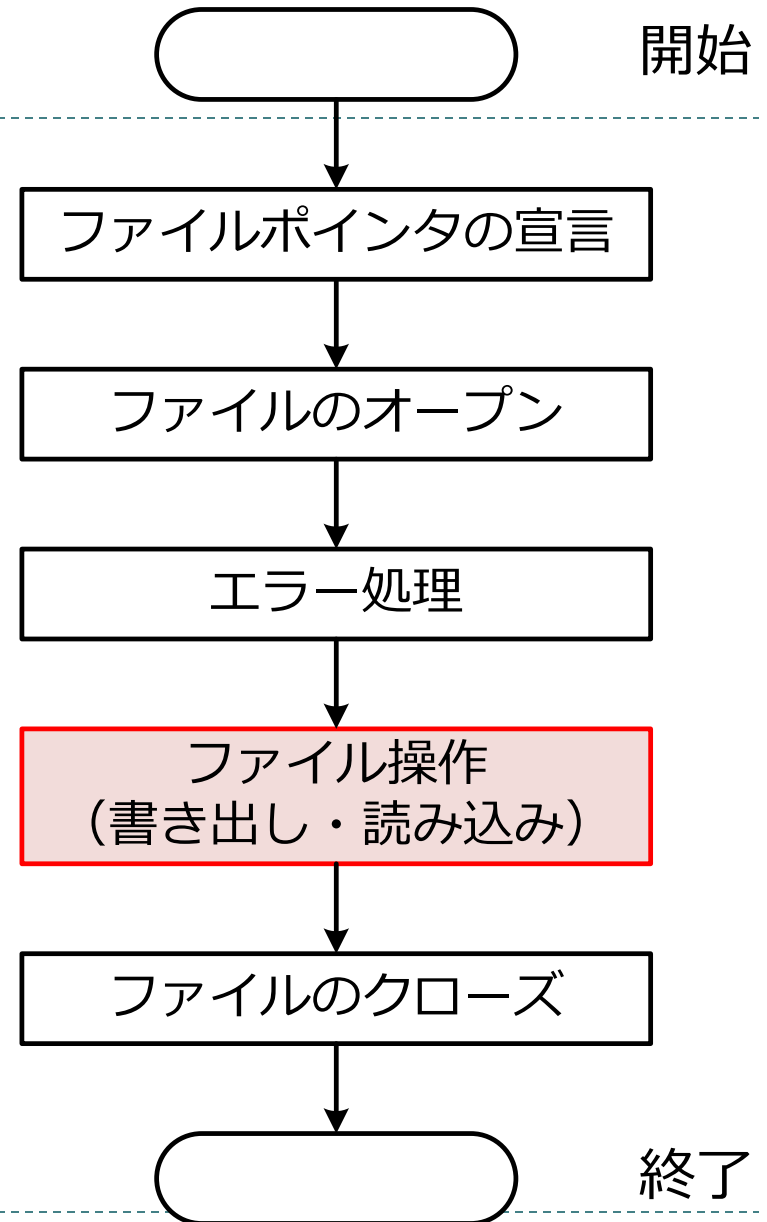 開始
ファイルポインタの宣言
ファイルのオープン
エラー処理
ファイル操作
（書き出し・読み込み）
ファイルのクローズ
終了